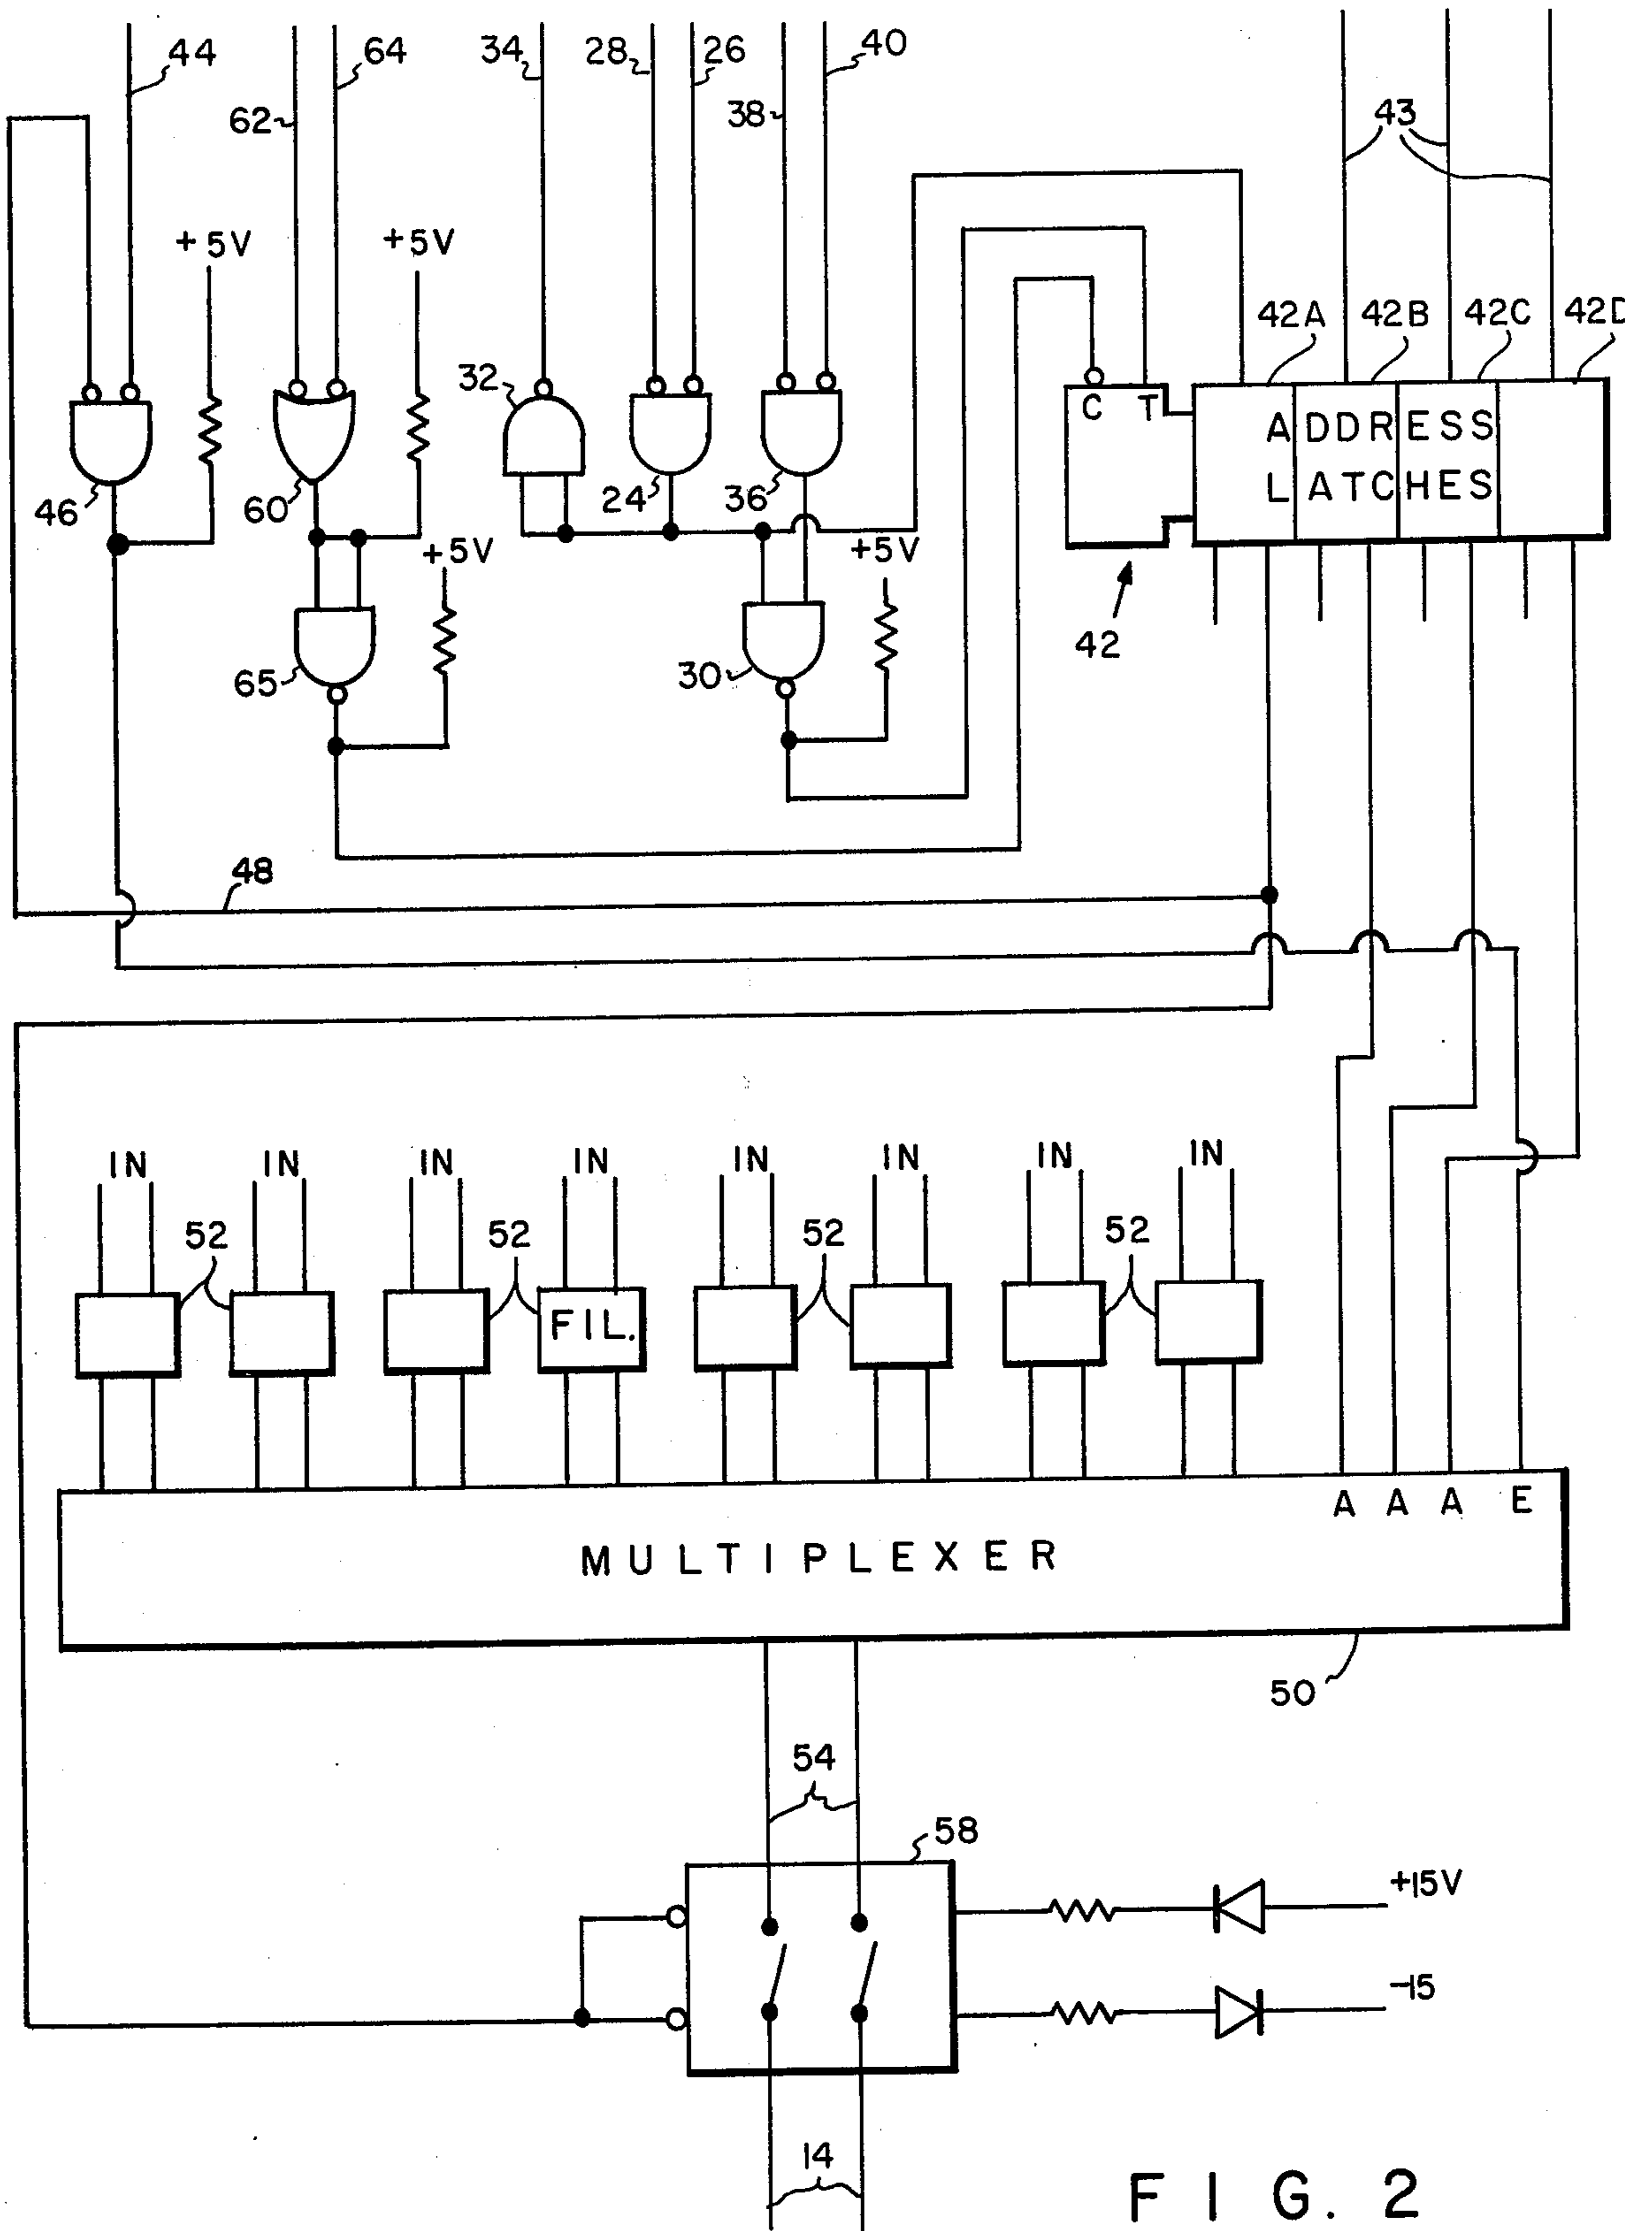 44
64
34
28
26
40
62
38
43
+5V
+5V
42A
42B
42C
42D
32
C
T
ADDRESS
LATCHES
46
60
24
36
+5V
+5V
65
30
42
48
IN
IN
IN
IN
IN
IN
IN
IN
52
52
52
52
FIL.
A
A
A
E
MULTIPLEXER
50
54
58
+15V
-15
14
FIG. 2